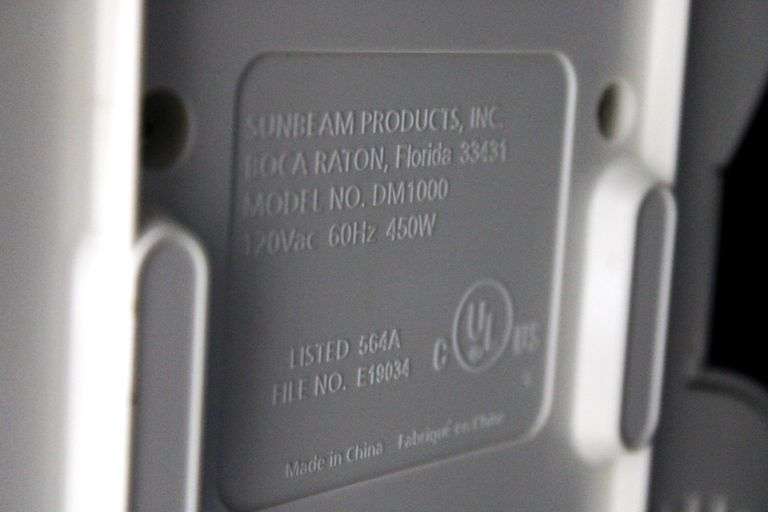 SUNBEAM PRODUCTS, INC.
BOCA RATON, Florida 33431
MODEL NO. DM1000
120Vac 60Hz 450W
LISTED 564A
FILE NO. E19034
C UL US
Made in China - Fabriqué en Chine